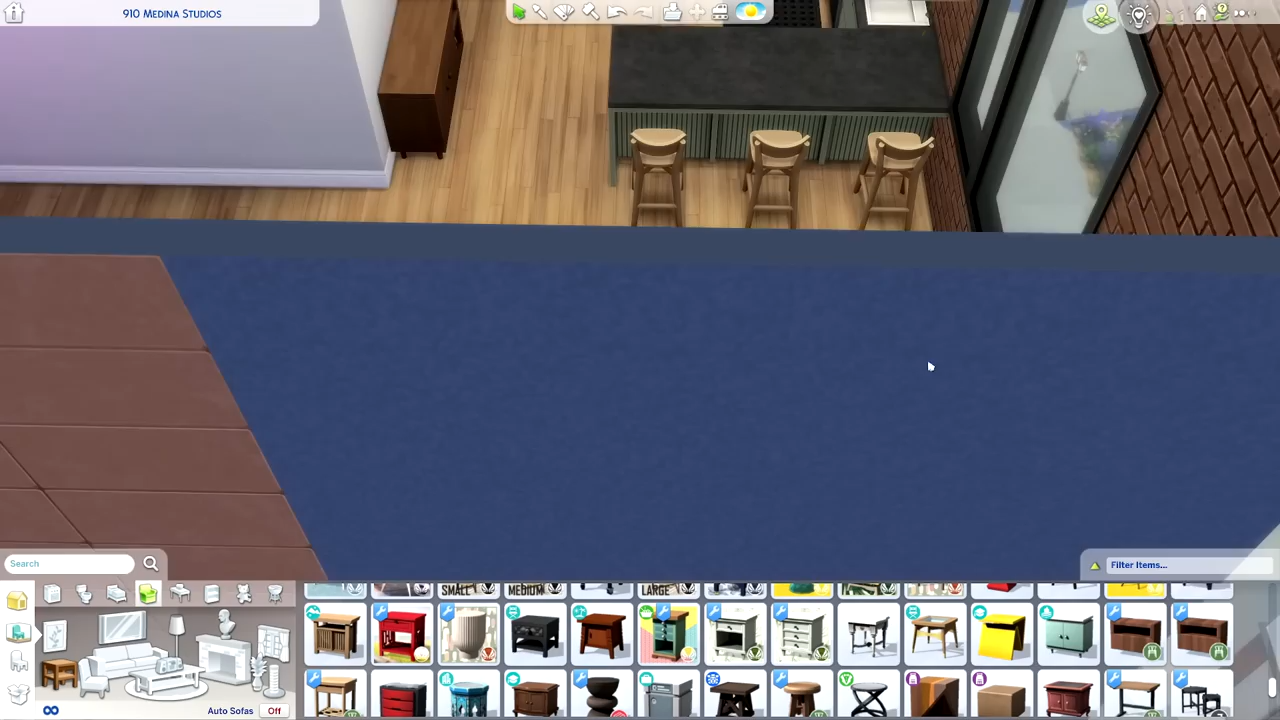 910 Medina Studios
Search
Filter Items...
SMALL
MEDIUM
LARGE
Auto Sofas
Off